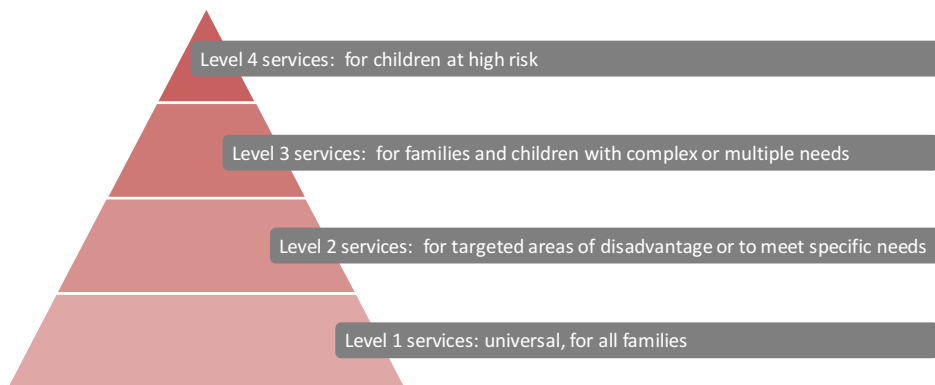 Level 4 services:  for children at high risk
Level 3 services:  for families and children with complex or multiple needs
Level 2 services:  for targeted areas of disadvantage or to meet specific needs
Level 1 services: universal, for all families